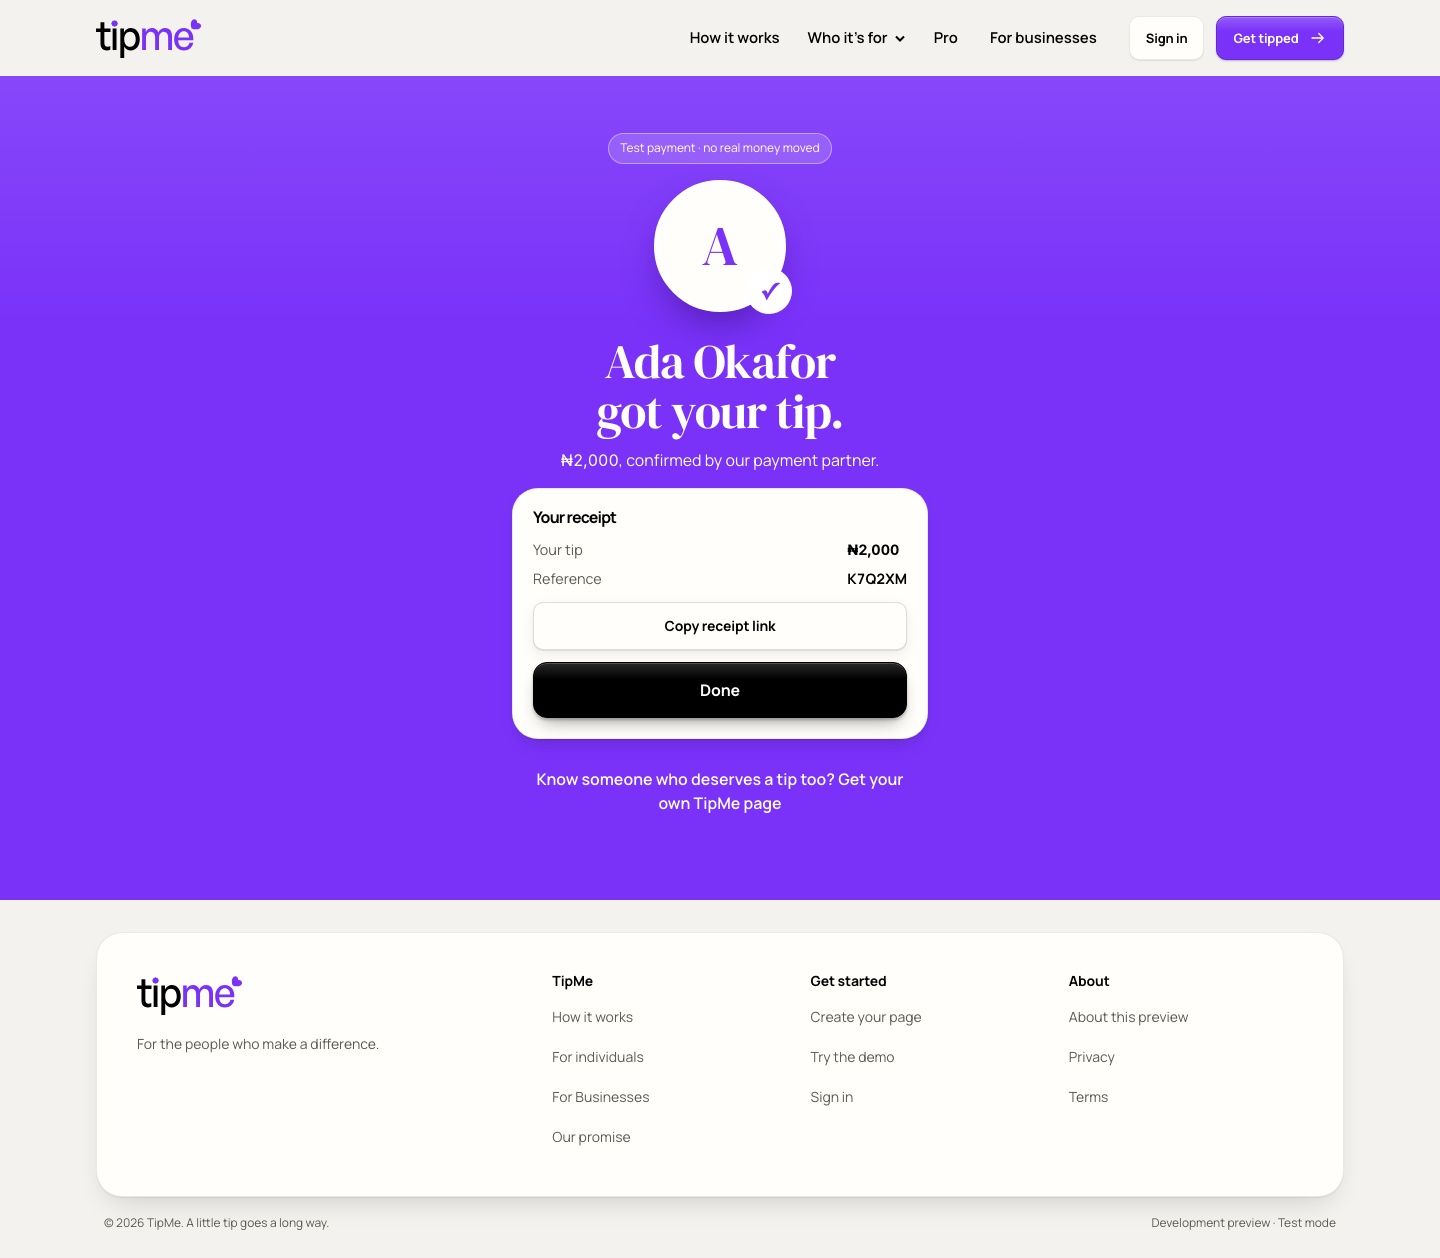 tipme
How it works
Who it's for
Pro
For businesses
Sign in
Get tipped
Test payment · no real money moved
A
Ada Okafor
got your tip.
₦2,000, confirmed by our payment partner.
Your receipt
Your tip ₦2,000
Reference K7Q2XM
Copy receipt link
Done
Know someone who deserves a tip too? Get your
own TipMe page
tipme
For the people who make a difference.
TipMe
How it works
For individuals
For Businesses
Our promise
Get started
Create your page
Try the demo
Sign in
About
About this preview
Privacy
Terms
© 2026 TipMe. A little tip goes a long way.
Development preview · Test mode